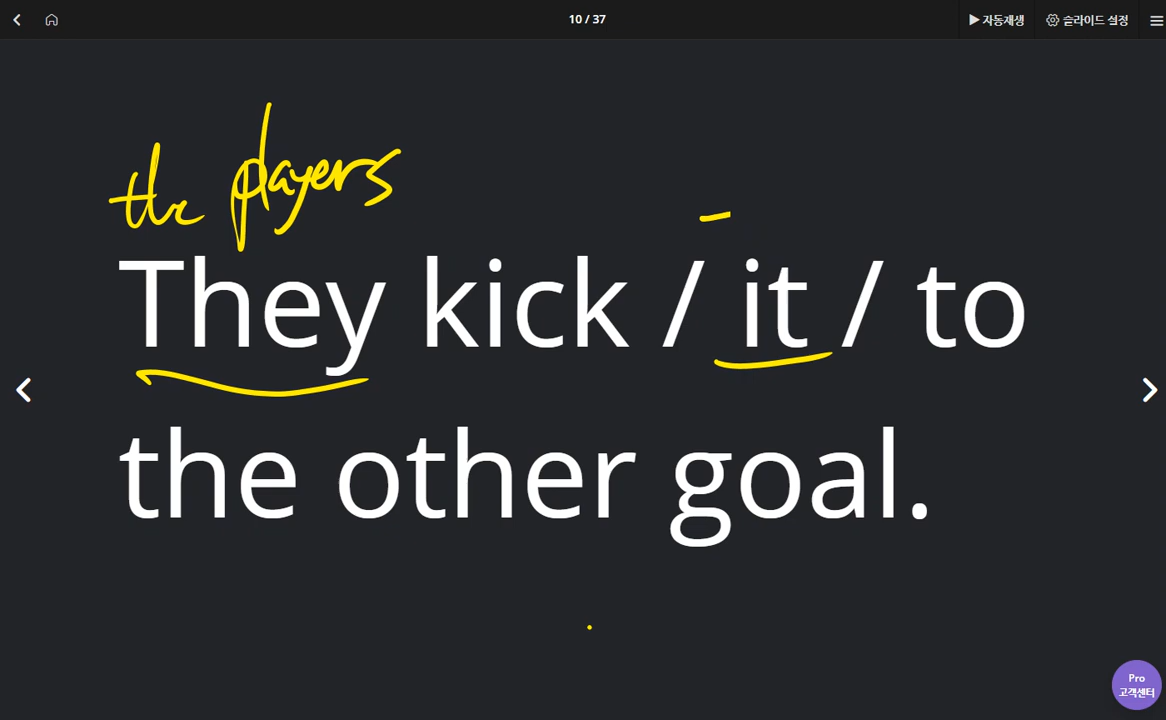 10 / 37
자동재생
슬라이드 설정
the players
They kick / it / to
the other goal.
Pro
고객센터